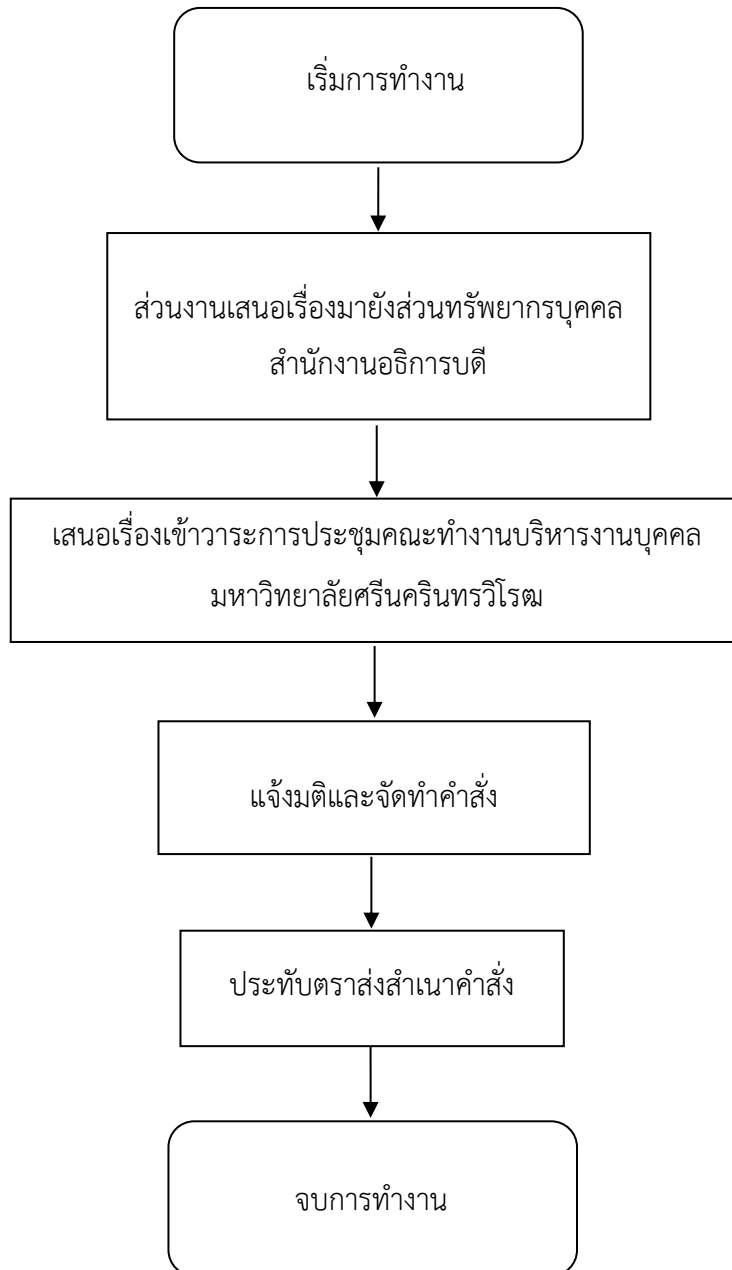 เริ่มการทำงาน
ส่วนงานเสนอเรื่องมายังส่วนทรัพยากรบุคคล
สำนักงานอธิการบดี
เสนอเรื่องเข้าวาระการประชุมคณะทำงานบริหารงานบุคคล
มหาวิทยาลัยศรีนครินทรวิโรฒ
แจ้งมติและจัดทำคำสั่ง
ประทับตราส่งสำเนาคำสั่ง
จบการทำงาน